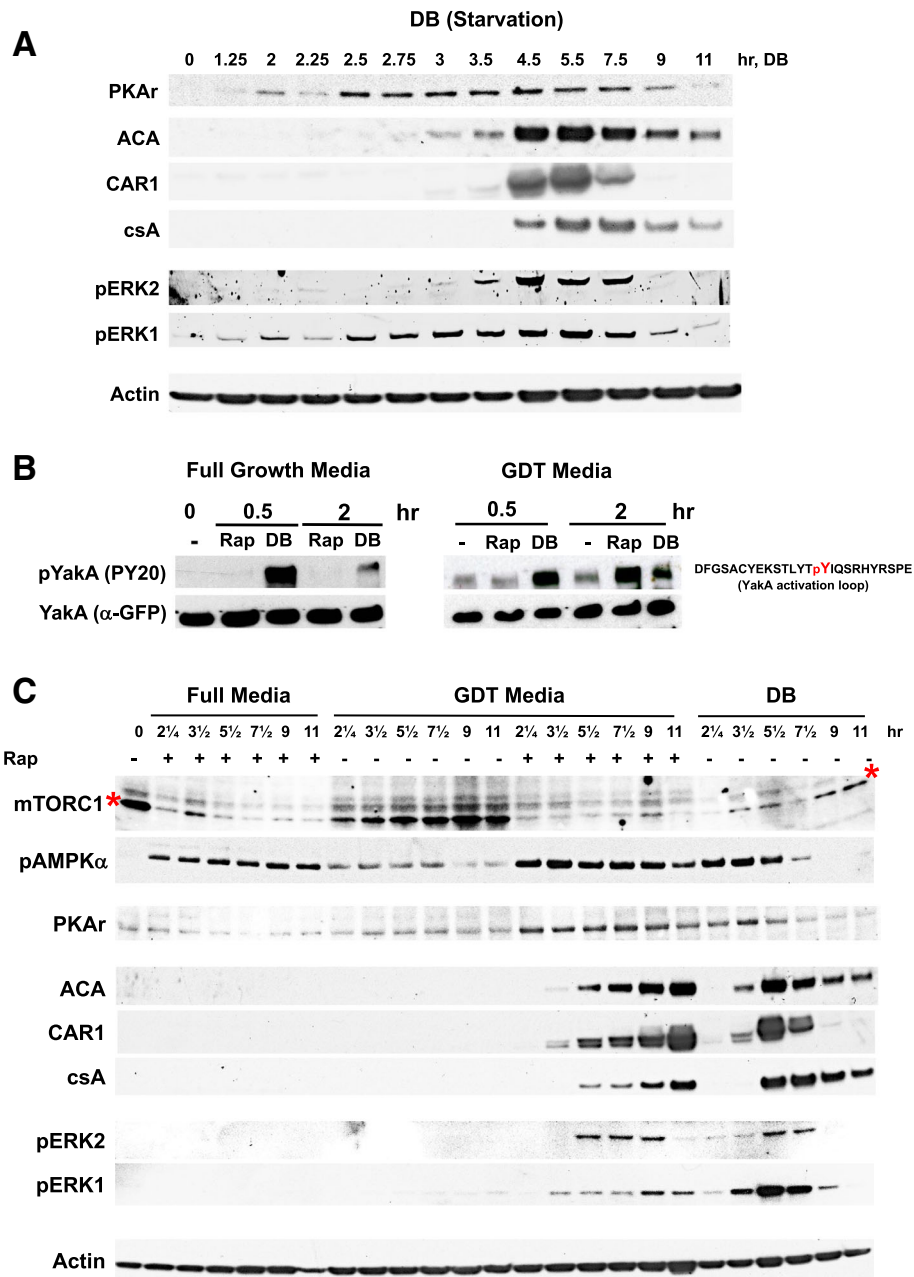 DB (Starvation)
A
0 1.25 2 2.25 2.5 2.75 3 3.5 4.5 5.5 7.5 9 11 hr, DB
PKAr
ACA
CAR1
csA
pERK2
pERK1
Actin
B
Full Growth Media GDT Media
0 0.5 2 hr 0.5 2 hr
- Rap DB Rap DB - Rap DB - Rap DB
pYakA (PY20)
DFGSACYEKSTLYTpYIQSRHYRSPE
(YakA activation loop)
YakA (α-GFP)
C
Full Media GDT Media DB
0 2¼ 3½ 5½ 7½ 9 11 2¼ 3½ 5½ 7½ 9 11 2¼ 3½ 5½ 7½ 9 11 2¼ 3½ 5½ 7½ 9 11 hr
Rap - + + + + + + - - - - - - + + + + + + - - - - - -
*
mTORC1 *
pAMPKα
PKAr
ACA
CAR1
csA
pERK2
pERK1
Actin